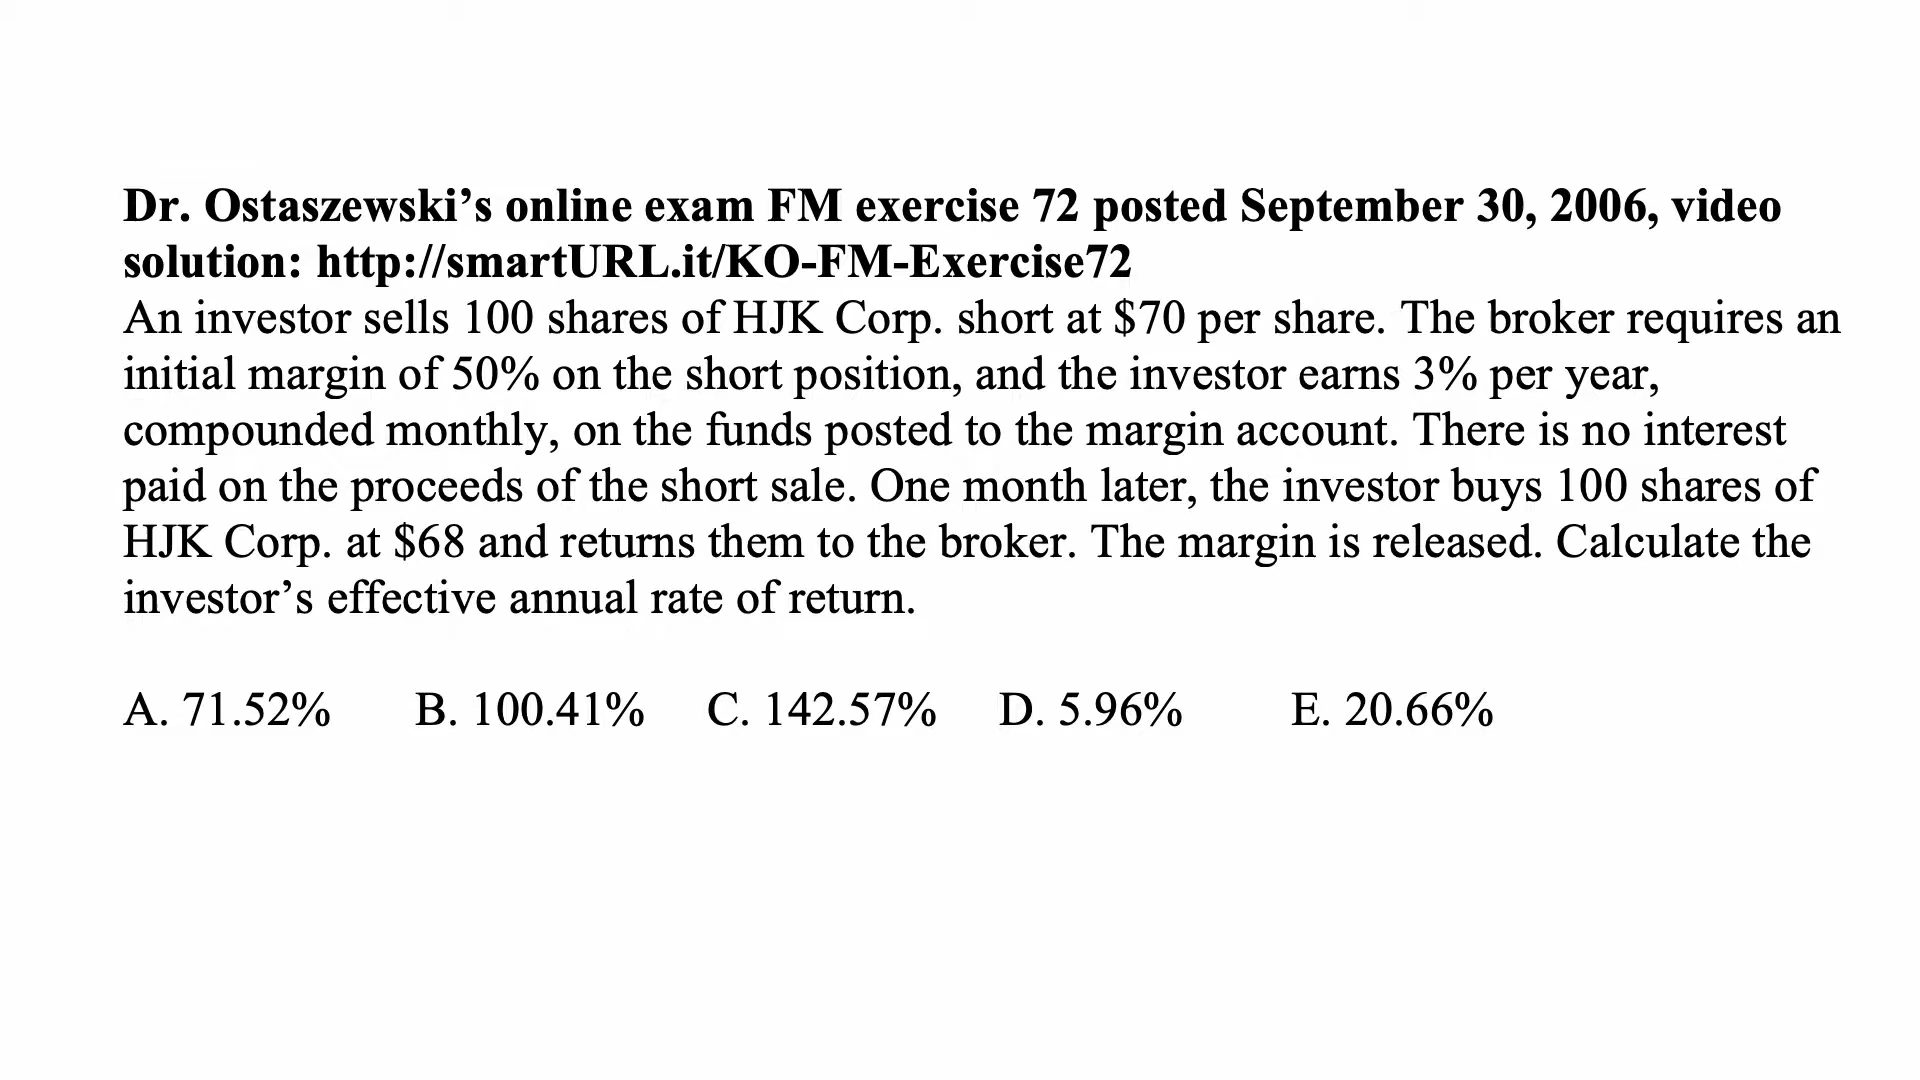 Dr. Ostaszewski’s online exam FM exercise 72 posted September 30, 2006, video
solution: http://smartURL.it/KO-FM-Exercise72
An investor sells 100 shares of HJK Corp. short at $70 per share. The broker requires an
initial margin of 50% on the short position, and the investor earns 3% per year,
compounded monthly, on the funds posted to the margin account. There is no interest
paid on the proceeds of the short sale. One month later, the investor buys 100 shares of
HJK Corp. at $68 and returns them to the broker. The margin is released. Calculate the
investor’s effective annual rate of return.
A. 71.52% B. 100.41% C. 142.57% D. 5.96% E. 20.66%